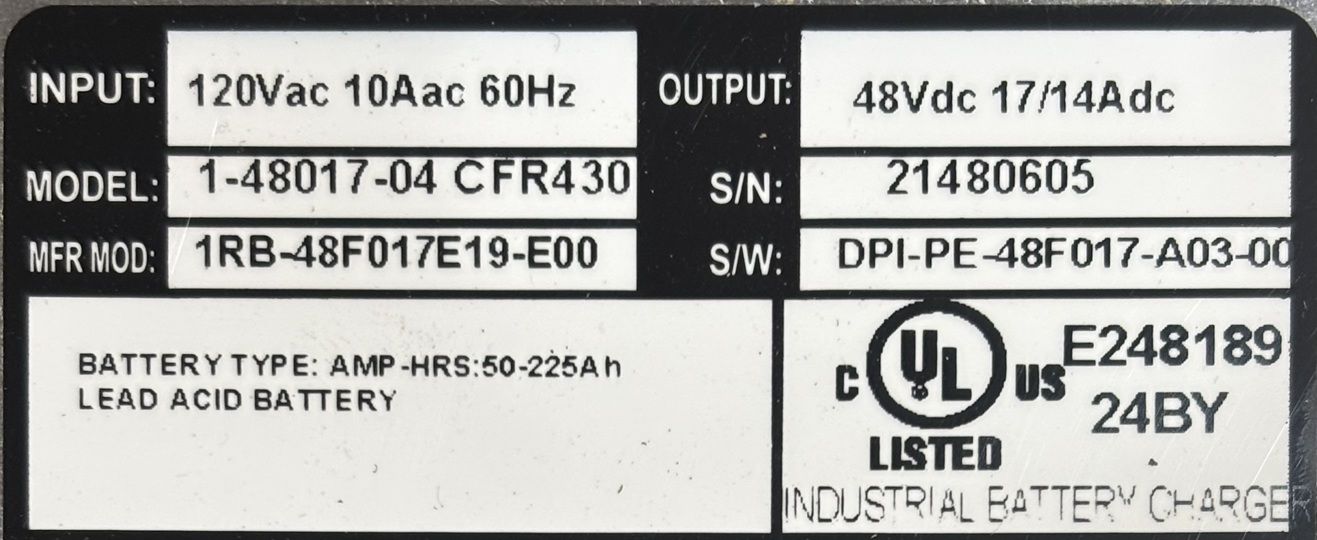 INPUT: 120Vac 10Aac 60Hz OUTPUT: 48Vdc 17/14Adc
MODEL: 1-48017-04 CFR430 S/N: 21480605
MFR MOD: 1RB-48F017E19-E00 S/W: DPI-PE-48F017-A03-00
BATTERY TYPE: AMP-HRS:50-225Ah
LEAD ACID BATTERY
C UL US E248189
24BY
LISTED
INDUSTRIAL BATTERY CHARGER